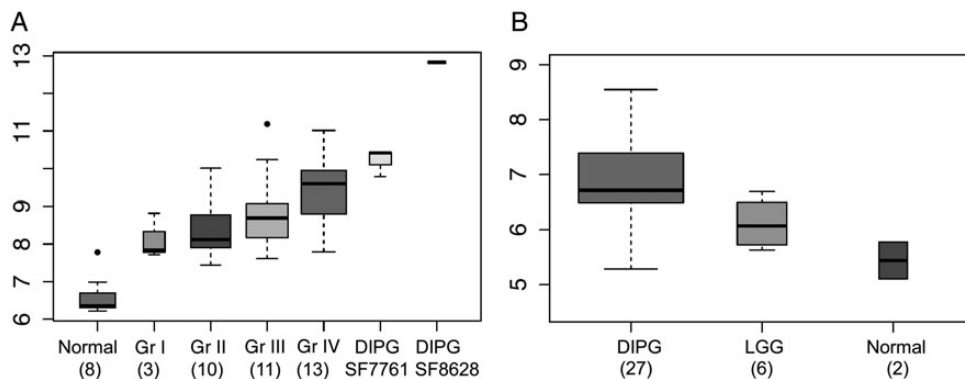 A
13
11
9
8
7
6
Normal Gr I Gr II Gr III Gr IV DIPG DIPG
(8) (3) (10) (11) (13) SF7761 SF8628
B
9
8
7
6
5
DIPG LGG Normal
(27) (6) (2)